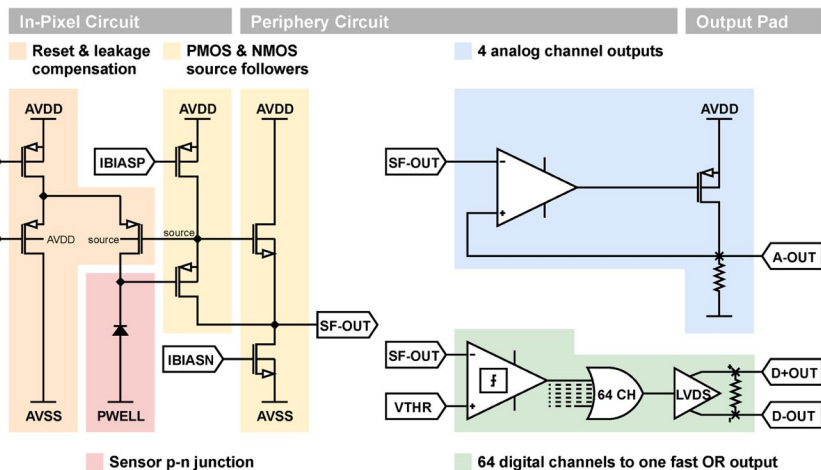 In-Pixel Circuit
Periphery Circuit
Output Pad
Reset & leakage
compensation
PMOS & NMOS
source followers
4 analog channel outputs
AVDD
AVDD
AVDD
AVDD
IBIASP
SF-OUT
-
+
AVDD
source
source
A-OUT
SF-OUT
IBIASN
AVSS
PWELL
AVSS
SF-OUT
-
VTHR
+
64 CH
LVDS
D+OUT
D-OUT
Sensor p-n junction
64 digital channels to one fast OR output